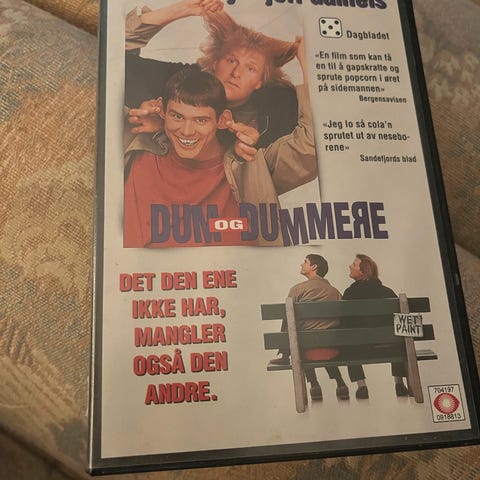 jeff daniels
Dagbladet
«En film som kan få
en til å gapskratte og
sprute popcorn i øret
på sidemannen»
Bergensavisen
«Jeg lo så cola'n
sprutet ut av nesebo-
rene»
Sandefjords blad
DUM OG DUMMERE
DET DEN ENE
IKKE HAR,
MANGLER
OGSÅ DEN
ANDRE.
WET
PAINT
704197
0918813